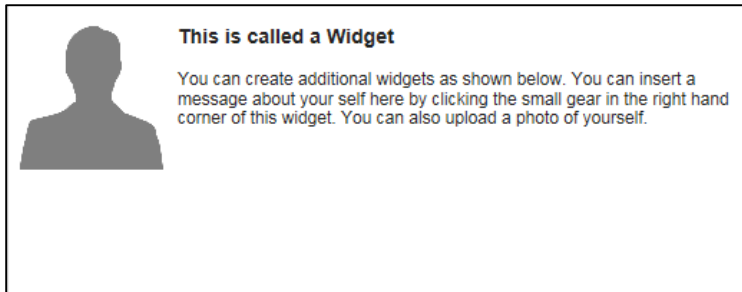 This is called a Widget
You can create additional widgets as shown below. You can insert a
message about your self here by clicking the small gear in the right hand
corner of this widget. You can also upload a photo of yourself.